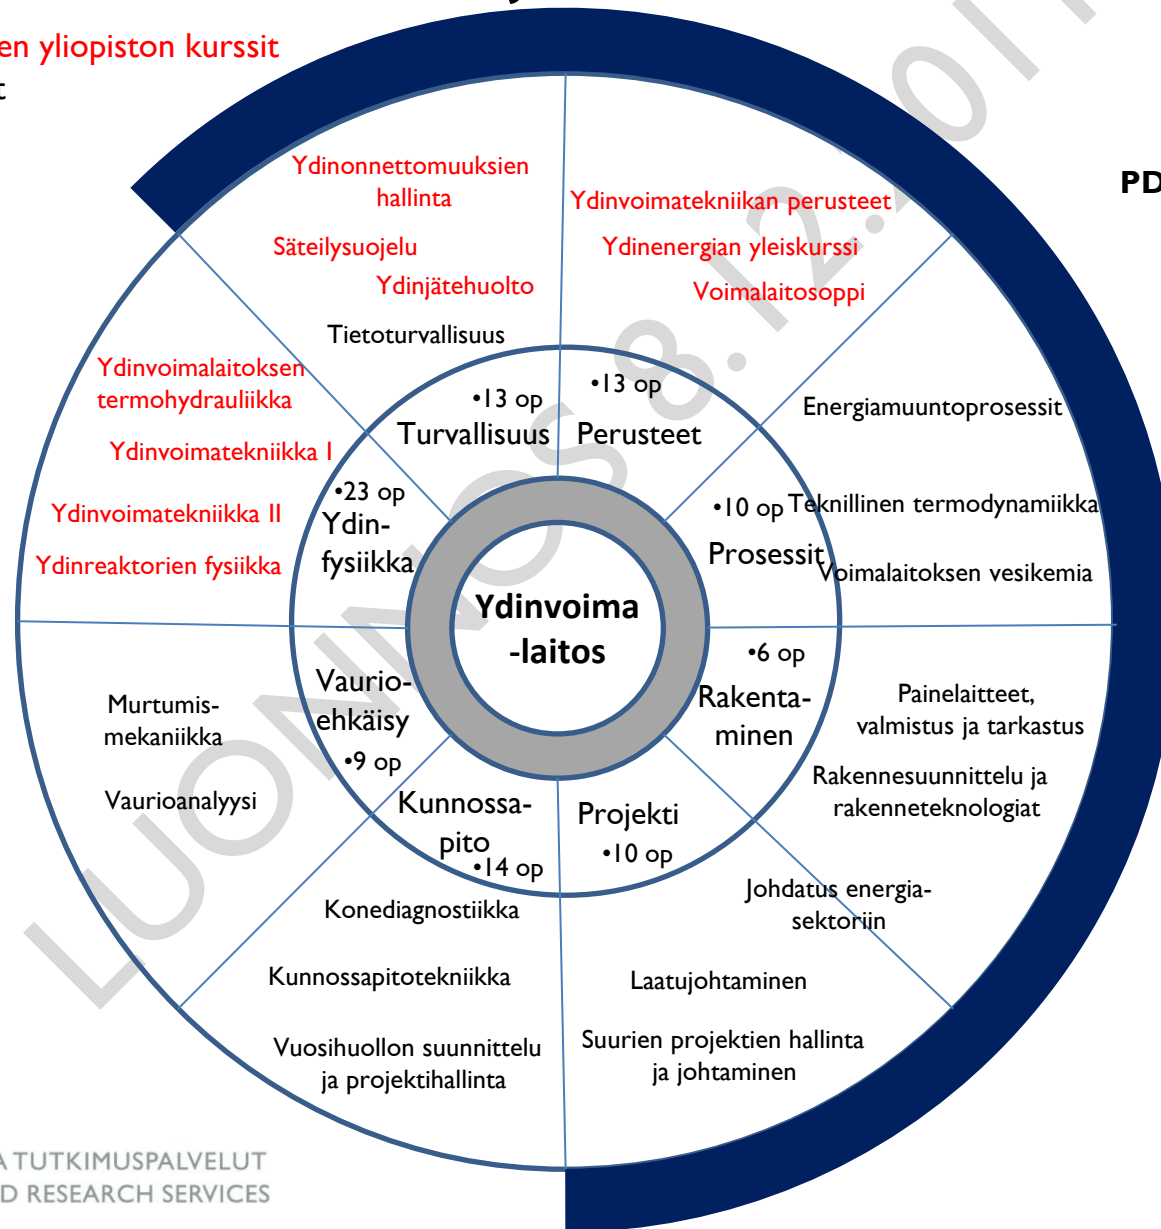 en yliopiston kurssit
t
PD
Ydinonnettomuuksien
hallinta
Säteilysuojelu
Ydinjätehuolto
Tietoturvallisuus
Ydinvoimatekniikan perusteet
Ydinenergian yleiskurssi
Voimalaitosoppi
Ydinvoimalaitoksen
termohydrauliikka
Ydinvoimatekniikka I
Ydinvoimatekniikka II
Ydinreaktorien fysiikka
•13 op
Turvallisuus
•13 op
Perusteet
•23 op
Ydin-
fysiikka
•10 op
Prosessit
Energiamuuntoprosessit
Teknillinen termodynamiikka
Voimalaitoksen vesikemia
Ydinvoima
-laitos
Vaurio-
ehkäisy
•9 op
•6 op
Rakenta-
minen
Murtumis-
mekaniikka
Vaurioanalyysi
Painelaitteet,
valmistus ja tarkastus
Rakennesuunnittelu ja
rakenneteknologiat
Kunnossa-
pito
•14 op
Projekti
•10 op
Konediagnostiikka
Kunnossapitotekniikka
Vuosihuollon suunnittelu
ja projektihallinta
Johdatus energia-
sektoriin
Laatujohtaminen
Suurien projektien hallinta
ja johtaminen
LUONNOS 8.12.201
A TUTKIMUSPALVELUT
D RESEARCH SERVICES